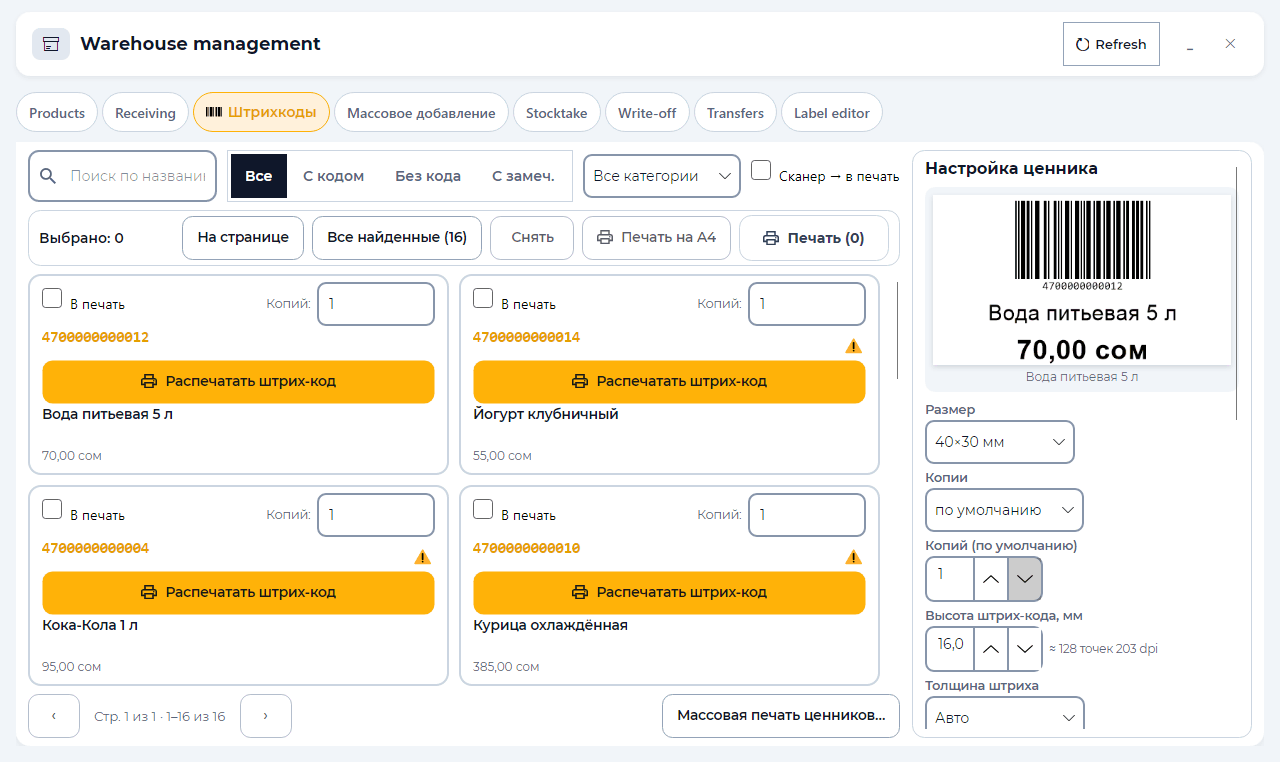 Warehouse management
Refresh
Products
Receiving
Штрихкоды
Массовое добавление
Stocktake
Write-off
Transfers
Label editor
Поиск по названи
Все
С кодом
Без кода
С замеч.
Все категории
Сканер → в печать
Выбрано: 0
На странице
Все найденные (16)
Снять
Печать на А4
Печать (0)
В печать
Копий:
1
4700000000012
Распечатать штрих-код
Вода питьевая 5 л
70,00 сом
В печать
Копий:
1
4700000000014
Распечатать штрих-код
Йогурт клубничный
55,00 сом
В печать
Копий:
1
4700000000004
Распечатать штрих-код
Кока-Кола 1 л
95,00 сом
В печать
Копий:
1
4700000000010
Распечатать штрих-код
Курица охлаждённая
385,00 сом
‹
Стр. 1 из 1 · 1–16 из 16
›
Массовая печать ценников...
Настройка ценника
4700000000012
Вода питьевая 5 л
70,00 сом
Вода питьевая 5 л
Размер
40×30 мм
Копии
по умолчанию
Копий (по умолчанию)
1
Высота штрих-кода, мм
16,0
≈ 128 точек 203 dpi
Толщина штриха
Авто